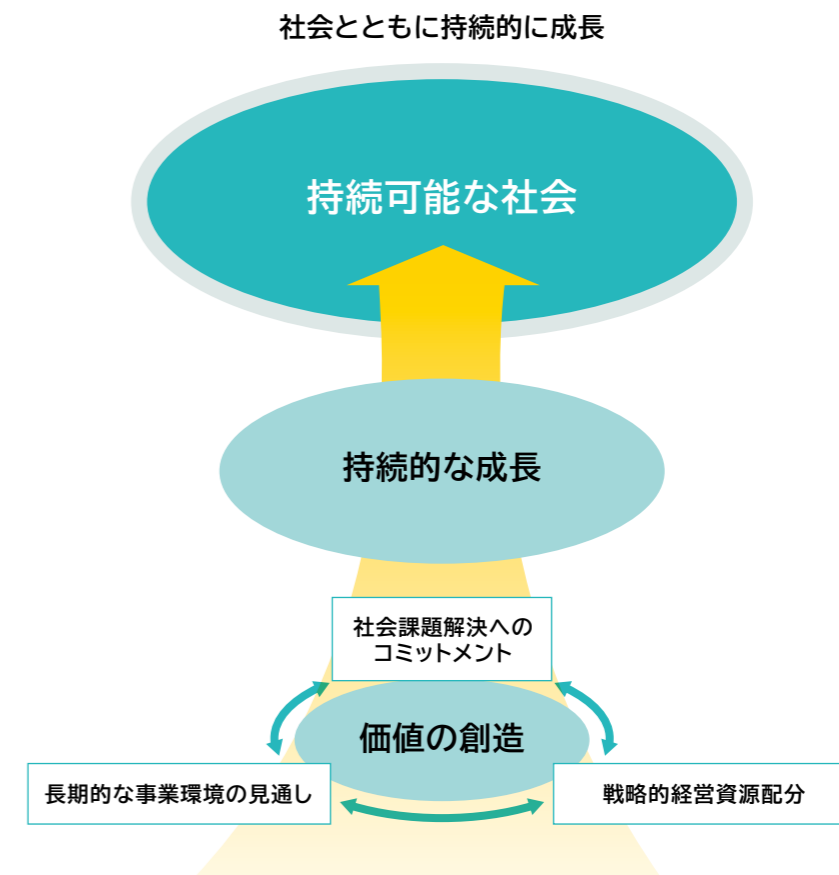 社会とともに持続的に成長
持続可能な社会
持続的な成長
社会課題解決への
コミットメント
価値の創造
長期的な事業環境の見通し
戦略的経営資源配分